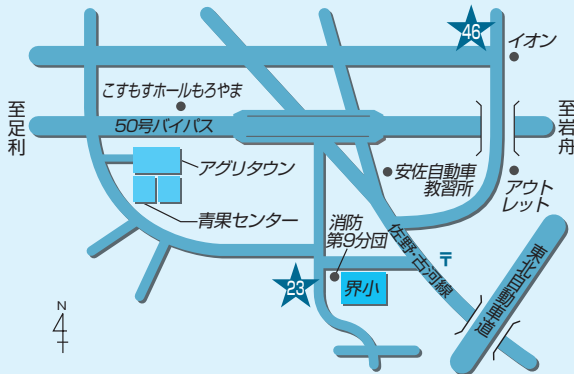 46
イオン
こすもすホールもろやま
至足利
50号バイパス
至岩舟
アグリタウン
安佐自動車
教習所
アウト
レット
青果センター
消防
第9分団
佐野・古河線
〒
東北自動車道
23
界小
N